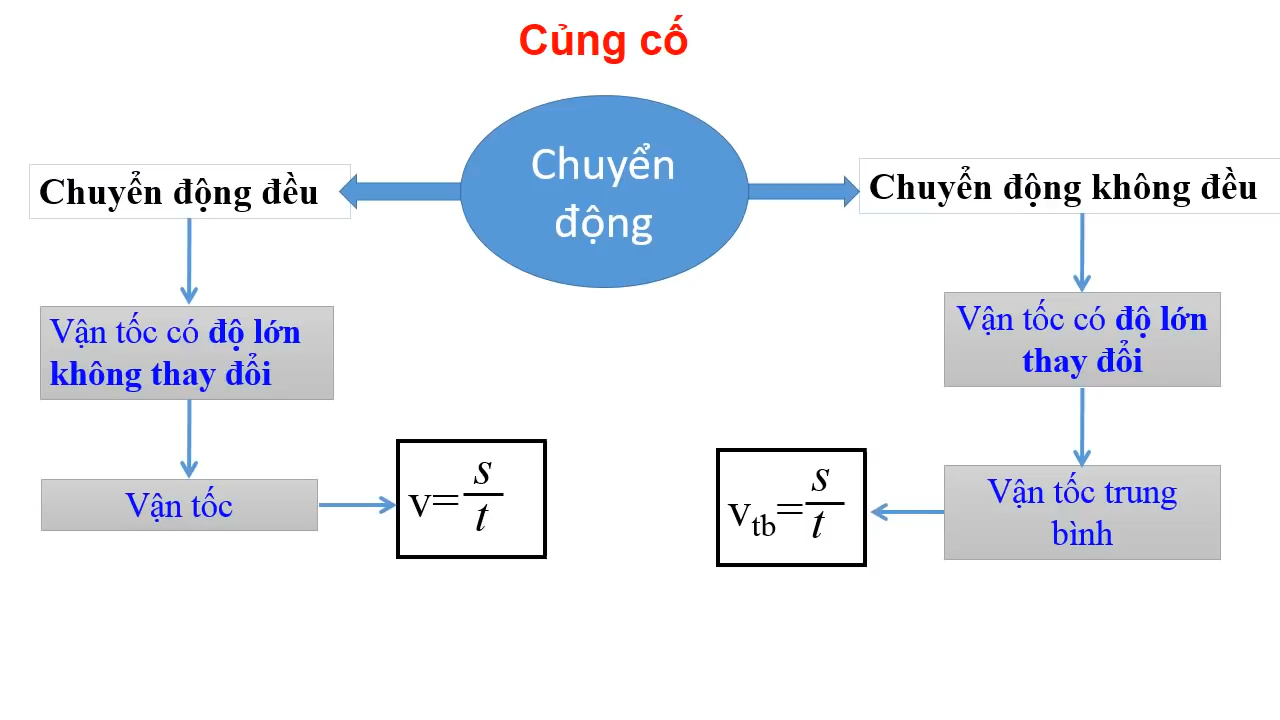 Củng cố
Chuyển
động
Chuyển động đều
Chuyển động không đều
Vận tốc có độ lớn
không thay đổi
Vận tốc có độ lớn
thay đổi
Vận tốc
v=s/t
v_tb=s/t
Vận tốc trung
bình